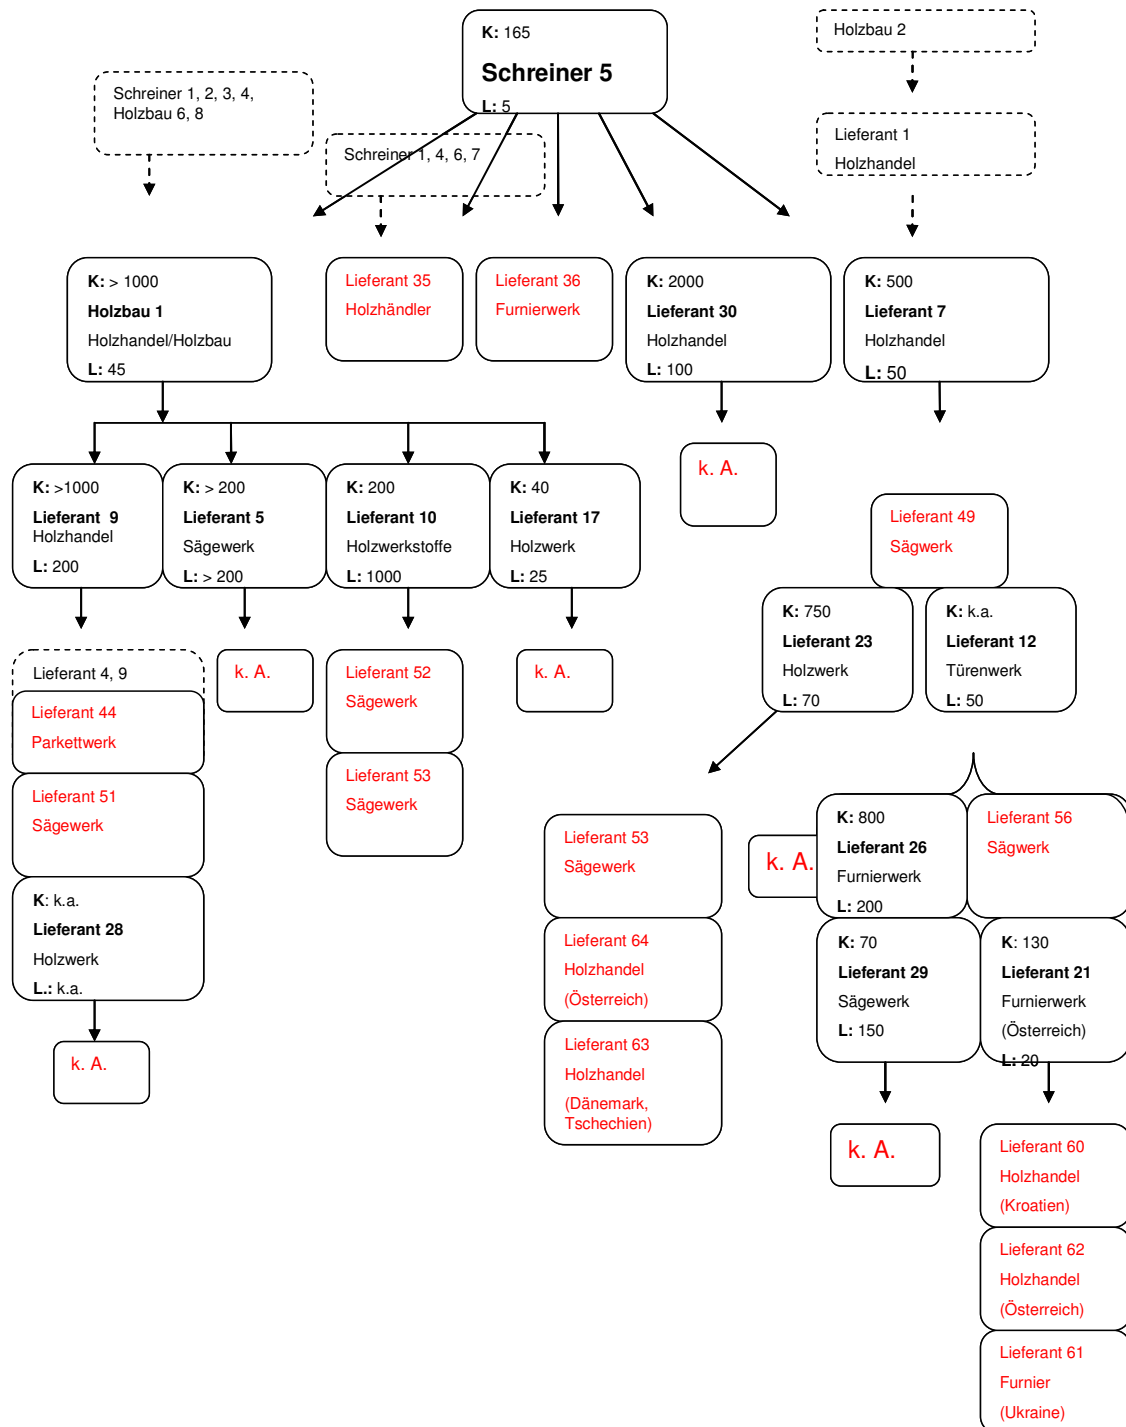 K: 165
Schreiner 5
L: 5
Holzbau 2
Schreiner 1, 2, 3, 4,
Holzbau 6, 8
Schreiner 1, 4, 6, 7
Lieferant 1
Holzhandel
K: > 1000
Holzbau 1
Holzhandel/Holzbau
L: 45
Lieferant 35
Holzhändler
Lieferant 36
Furnierwerk
K: 2000
Lieferant 30
Holzhandel
L: 100
K: 500
Lieferant 7
Holzhandel
L: 50
k. A.
K: >1000
Lieferant 9
Holzhandel
L: 200
K: > 200
Lieferant 5
Sägewerk
L: > 200
K: 200
Lieferant 10
Holzwerkstoffe
L: 1000
K: 40
Lieferant 17
Holzwerk
L: 25
Lieferant 49
Sägwerk
K: 750
Lieferant 23
Holzwerk
L: 70
K: k.a.
Lieferant 12
Türenwerk
L: 50
Lieferant 4, 9
Lieferant 44
Parkettwerk
Lieferant 51
Sägewerk
K: k.a.
Lieferant 28
Holzwerk
L.: k.a.
k. A.
k. A.
Lieferant 52
Sägewerk
Lieferant 53
Sägewerk
k. A.
Lieferant 53
Sägewerk
Lieferant 64
Holzhandel
(Österreich)
Lieferant 63
Holzhandel
(Dänemark,
Tschechien)
k. A.
K: 800
Lieferant 26
Furnierwerk
L: 200
Lieferant 56
Sägwerk
K: 70
Lieferant 29
Sägewerk
L: 150
K: 130
Lieferant 21
Furnierwerk
(Österreich)
L: 20
k. A.
Lieferant 60
Holzhandel
(Kroatien)
Lieferant 62
Holzhandel
(Österreich)
Lieferant 61
Furnier
(Ukraine)